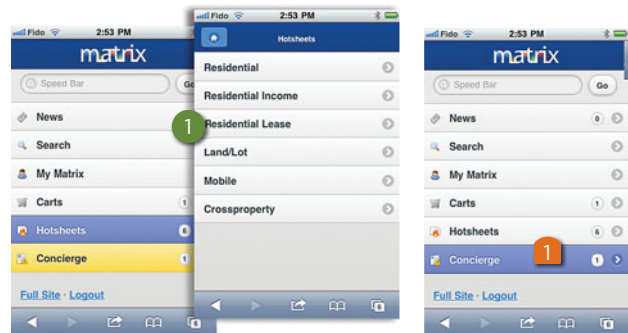 Fido 2:53 PM
matrix
Speed Bar Go
News
Search
My Matrix
Carts 1
Hotsheets 6
Concierge 1
Full Site · Logout
6
Fido 2:53 PM
Hotsheets
Residential
Residential Income
Residential Lease
Land/Lot
Mobile
Crossproperty
6
1
Fido 2:53 PM
matrix
Speed Bar Go
News 0
Search
My Matrix
Carts 1
Hotsheets 6
Concierge 1
1
Full Site · Logout
6